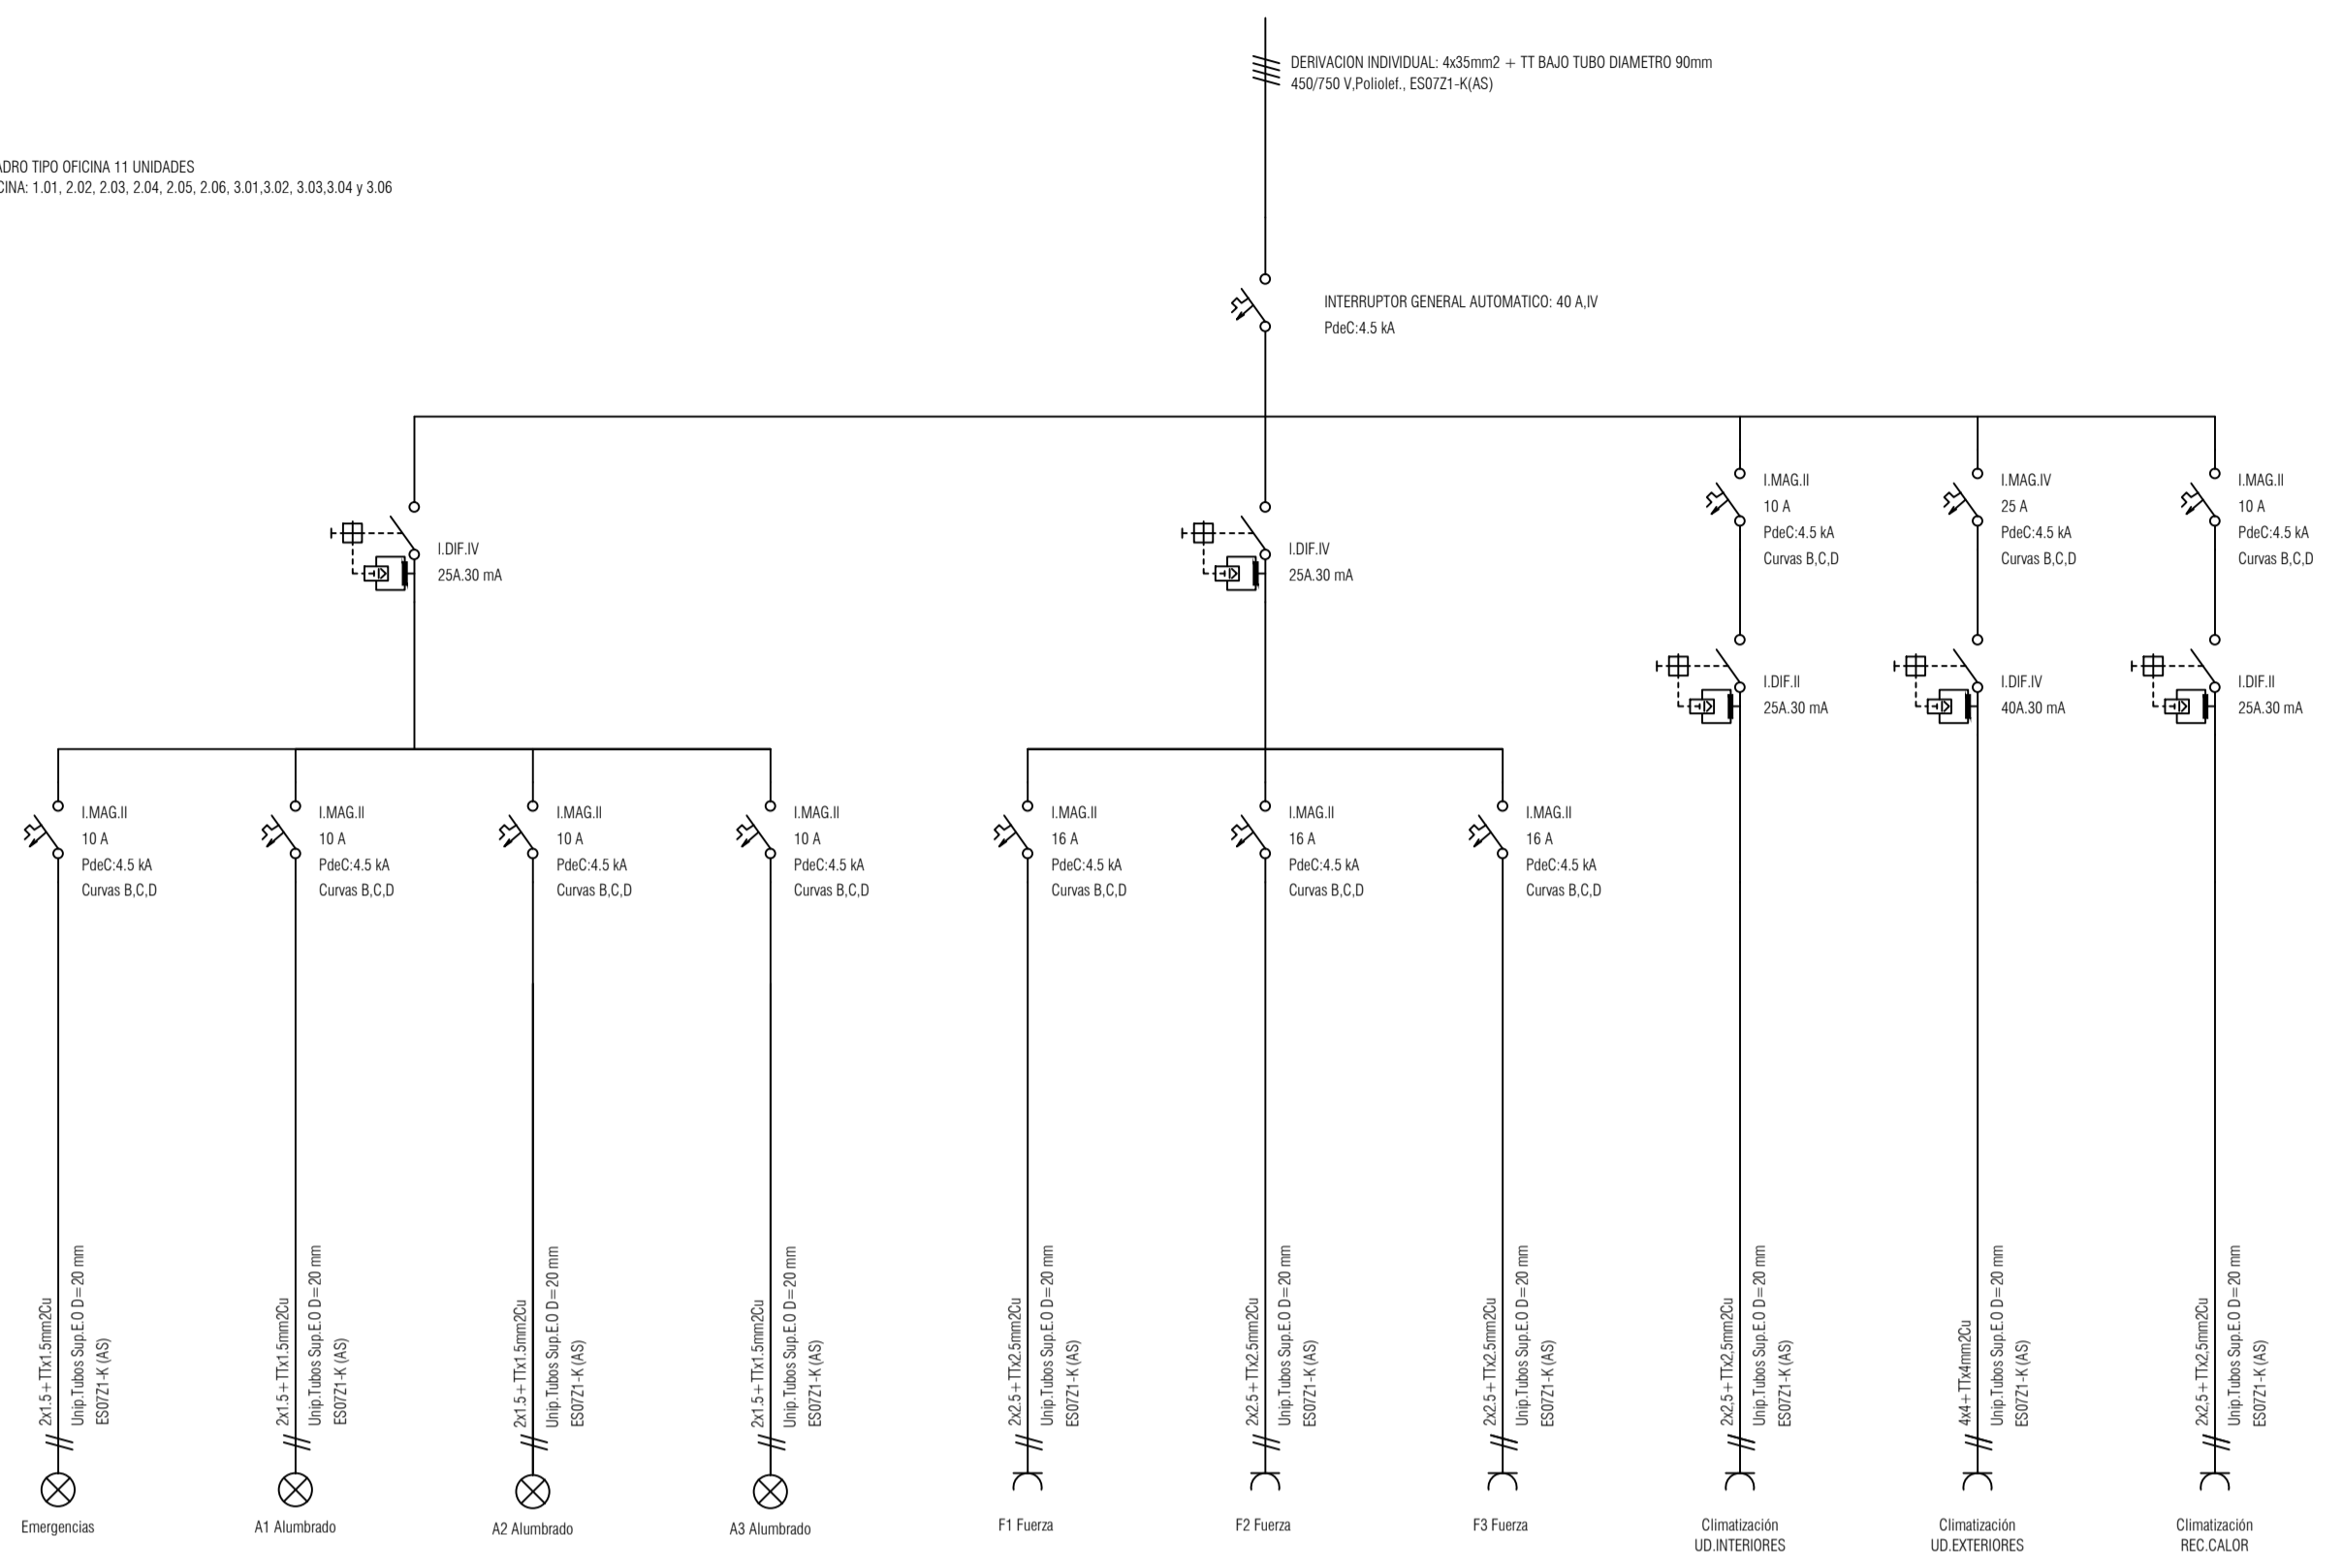 DERIVACION INDIVIDUAL: 4x35mm2 + TT BAJO TUBO DIAMETRO 90mm
450/750 V,Poliolef., ES07Z1-K(AS)
ADRO TIPO OFICINA 11 UNIDADES
CINA: 1.01, 2.02, 2.03, 2.04, 2.05, 2.06, 3.01,3.02, 3.03,3.04 y 3.06
INTERRUPTOR GENERAL AUTOMATICO: 40 A,IV
PdeC:4.5 kA
I.DIF.IV
25A.30 mA
I.DIF.IV
25A.30 mA
I.MAG.II
10 A
PdeC:4.5 kA
Curvas B,C,D
I.MAG.IV
25 A
PdeC:4.5 kA
Curvas B,C,D
I.MAG.II
10 A
PdeC:4.5 kA
Curvas B,C,D
I.DIF.II
25A.30 mA
I.DIF.IV
40A.30 mA
I.DIF.II
25A.30 mA
I.MAG.II
10 A
PdeC:4.5 kA
Curvas B,C,D
I.MAG.II
10 A
PdeC:4.5 kA
Curvas B,C,D
I.MAG.II
10 A
PdeC:4.5 kA
Curvas B,C,D
I.MAG.II
10 A
PdeC:4.5 kA
Curvas B,C,D
I.MAG.II
16 A
PdeC:4.5 kA
Curvas B,C,D
I.MAG.II
16 A
PdeC:4.5 kA
Curvas B,C,D
I.MAG.II
16 A
PdeC:4.5 kA
Curvas B,C,D
2x1.5+TTx1.5mm2Cu
Unip.Tubos Sup.E.O D=20 mm
ES07Z1-K (AS)
2x1.5+TTx1.5mm2Cu
Unip.Tubos Sup.E.O D=20 mm
ES07Z1-K (AS)
2x1.5+TTx1.5mm2Cu
Unip.Tubos Sup.E.O D=20 mm
ES07Z1-K (AS)
2x1.5+TTx1.5mm2Cu
Unip.Tubos Sup.E.O D=20 mm
ES07Z1-K (AS)
2x2.5+TTx2.5mm2Cu
Unip.Tubos Sup.E.O D=20 mm
ES07Z1-K (AS)
2x2.5+TTx2.5mm2Cu
Unip.Tubos Sup.E.O D=20 mm
ES07Z1-K (AS)
2x2.5+TTx2.5mm2Cu
Unip.Tubos Sup.E.O D=20 mm
ES07Z1-K (AS)
2x2,5+TTx2,5mm2Cu
Unip.Tubos Sup.E.O D=20 mm
ES07Z1-K (AS)
4x4+TTx4mm2Cu
Unip.Tubos Sup.E.O D=20 mm
ES07Z1-K (AS)
2x2,5+TTx2,5mm2Cu
Unip.Tubos Sup.E.O D=20 mm
ES07Z1-K (AS)
Emergencias
A1 Alumbrado
A2 Alumbrado
A3 Alumbrado
F1 Fuerza
F2 Fuerza
F3 Fuerza
Climatización
UD.INTERIORES
Climatización
UD.EXTERIORES
Climatización
REC.CALOR